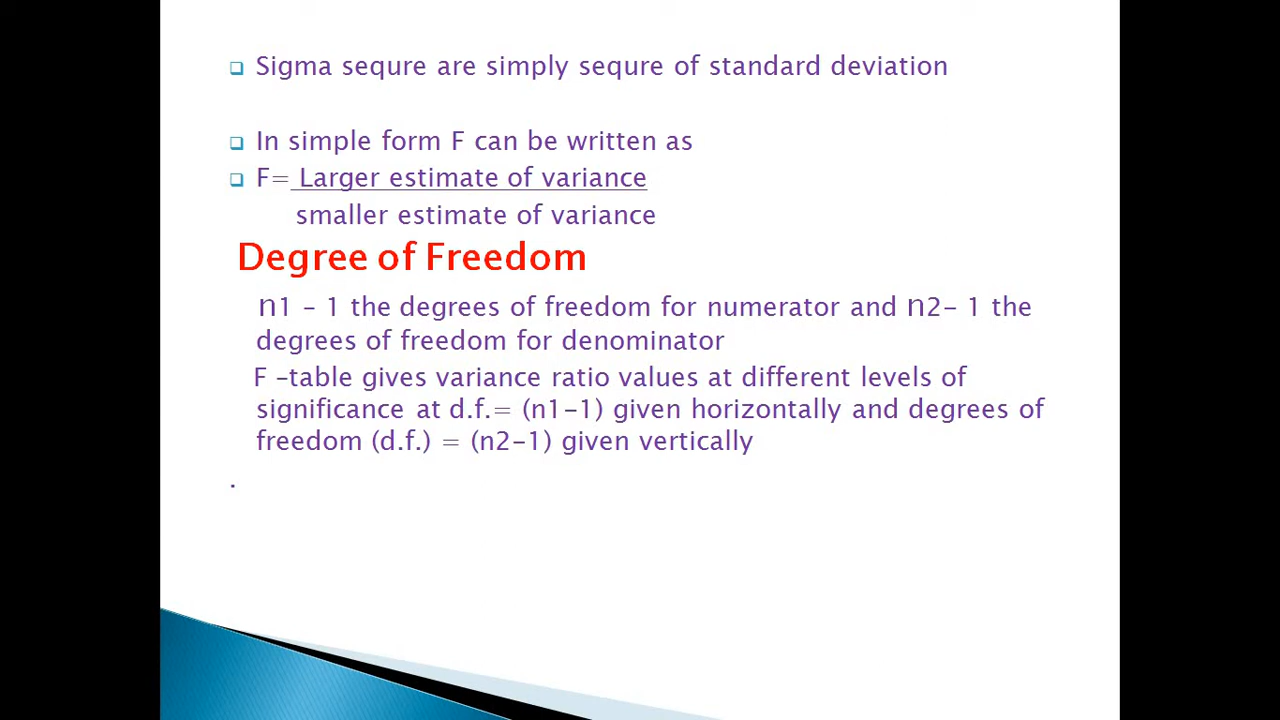 Sigma sequre are simply sequre of standard deviation
In simple form F can be written as
F= Larger estimate of variance
smaller estimate of variance
Degree of Freedom
n1 – 1 the degrees of freedom for numerator and n2- 1 the
degrees of freedom for denominator
F –table gives variance ratio values at different levels of
significance at d.f.= (n1-1) given horizontally and degrees of
freedom (d.f.) = (n2-1) given vertically
.